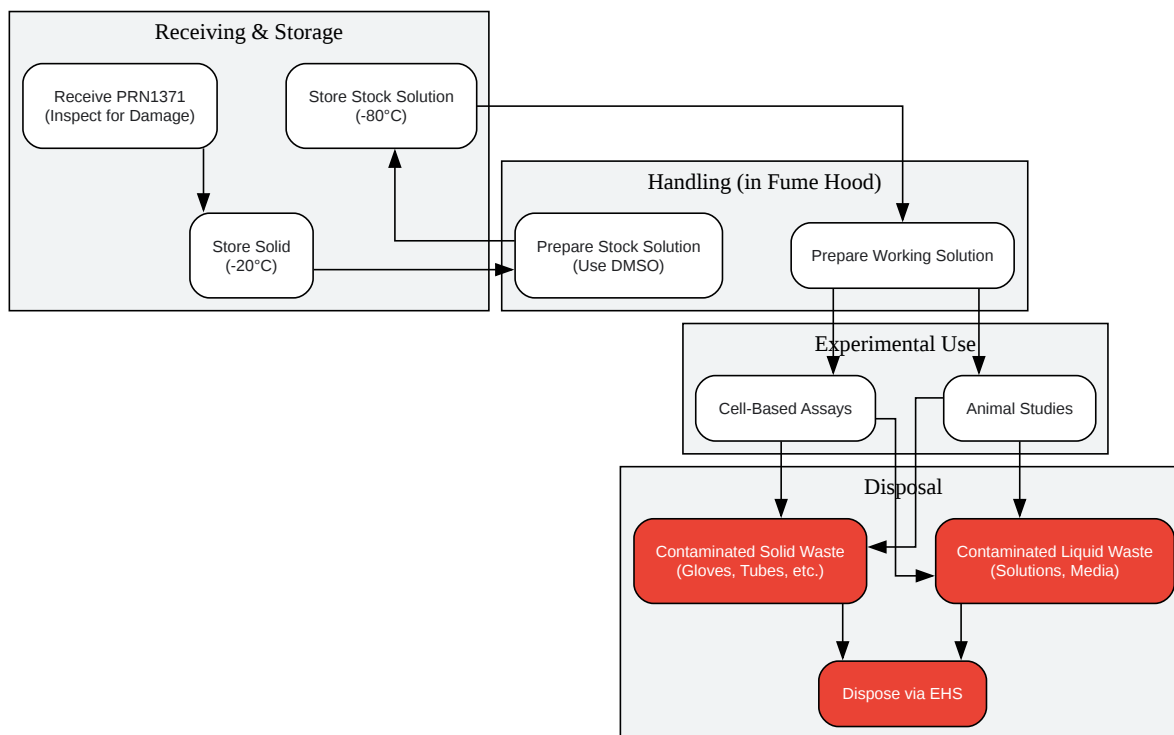 Receiving & Storage
Receive PRN1371
(Inspect for Damage)
Store Stock Solution
(-80°C)
Store Solid
(-20°C)
Handling (in Fume Hood)
Prepare Stock Solution
(Use DMSO)
Prepare Working Solution
Experimental Use
Cell-Based Assays
Animal Studies
Disposal
Contaminated Solid Waste
(Gloves, Tubes, etc.)
Contaminated Liquid Waste
(Solutions, Media)
Dispose via EHS